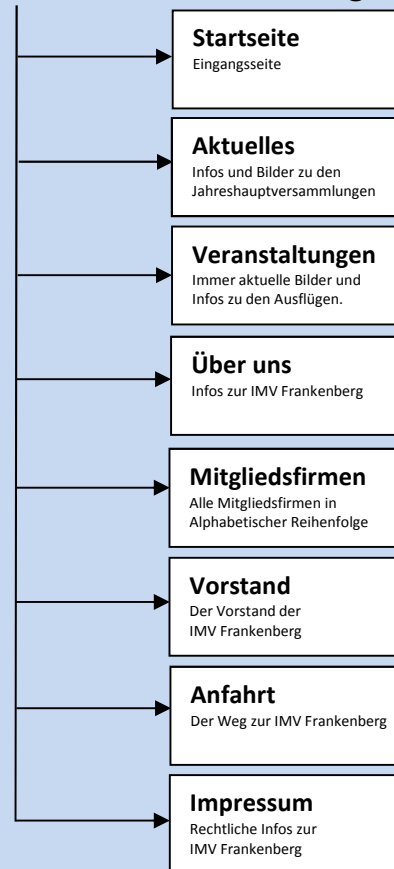 Startseite
Eingangsseite
Aktuelles
Infos und Bilder zu den
Jahreshauptversammlungen
Veranstaltungen
Immer aktuelle Bilder und
Infos zu den Ausflügen.
Über uns
Infos zur IMV Frankenberg
Mitgliedsfirmen
Alle Mitgliedsfirmen in
Alphabetischer Reihenfolge
Vorstand
Der Vorstand der
IMV Frankenberg
Anfahrt
Der Weg zur IMV Frankenberg
Impressum
Rechtliche Infos zur
IMV Frankenberg